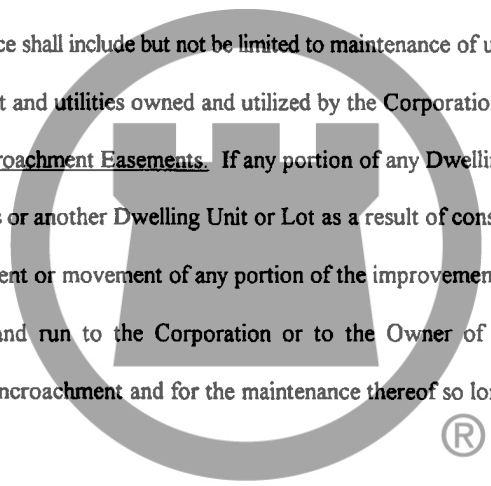 ce shall include but not be limited to maintenance of u
t and utilities owned and utilized by the Corporatio
roachment Easements. If any portion of any Dwelli
s or another Dwelling Unit or Lot as a result of cons
ent or movement of any portion of the improvemen
and run to the Corporation or to the Owner of
ncroachment and for the maintenance thereof so lo
®